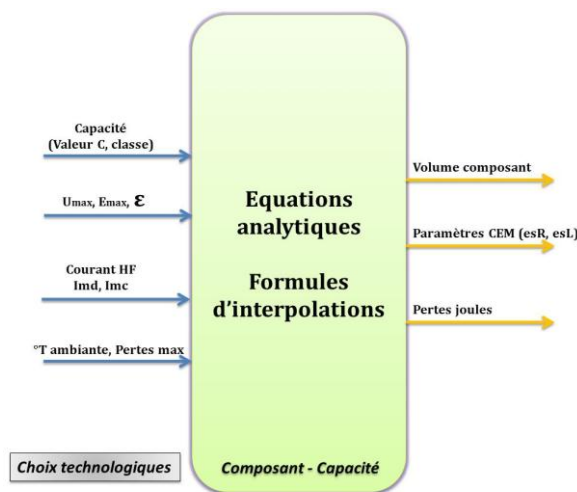 Capacité
(Valeur C, classe)
Umax, Emax, ε
Courant HF
Imd, Imc
°T ambiante, Pertes max
Equations
analytiques
Formules
d'interpolations
Volume composant
Paramètres CEM (esR, esL)
Pertes joules
Choix technologiques
Composant - Capacité